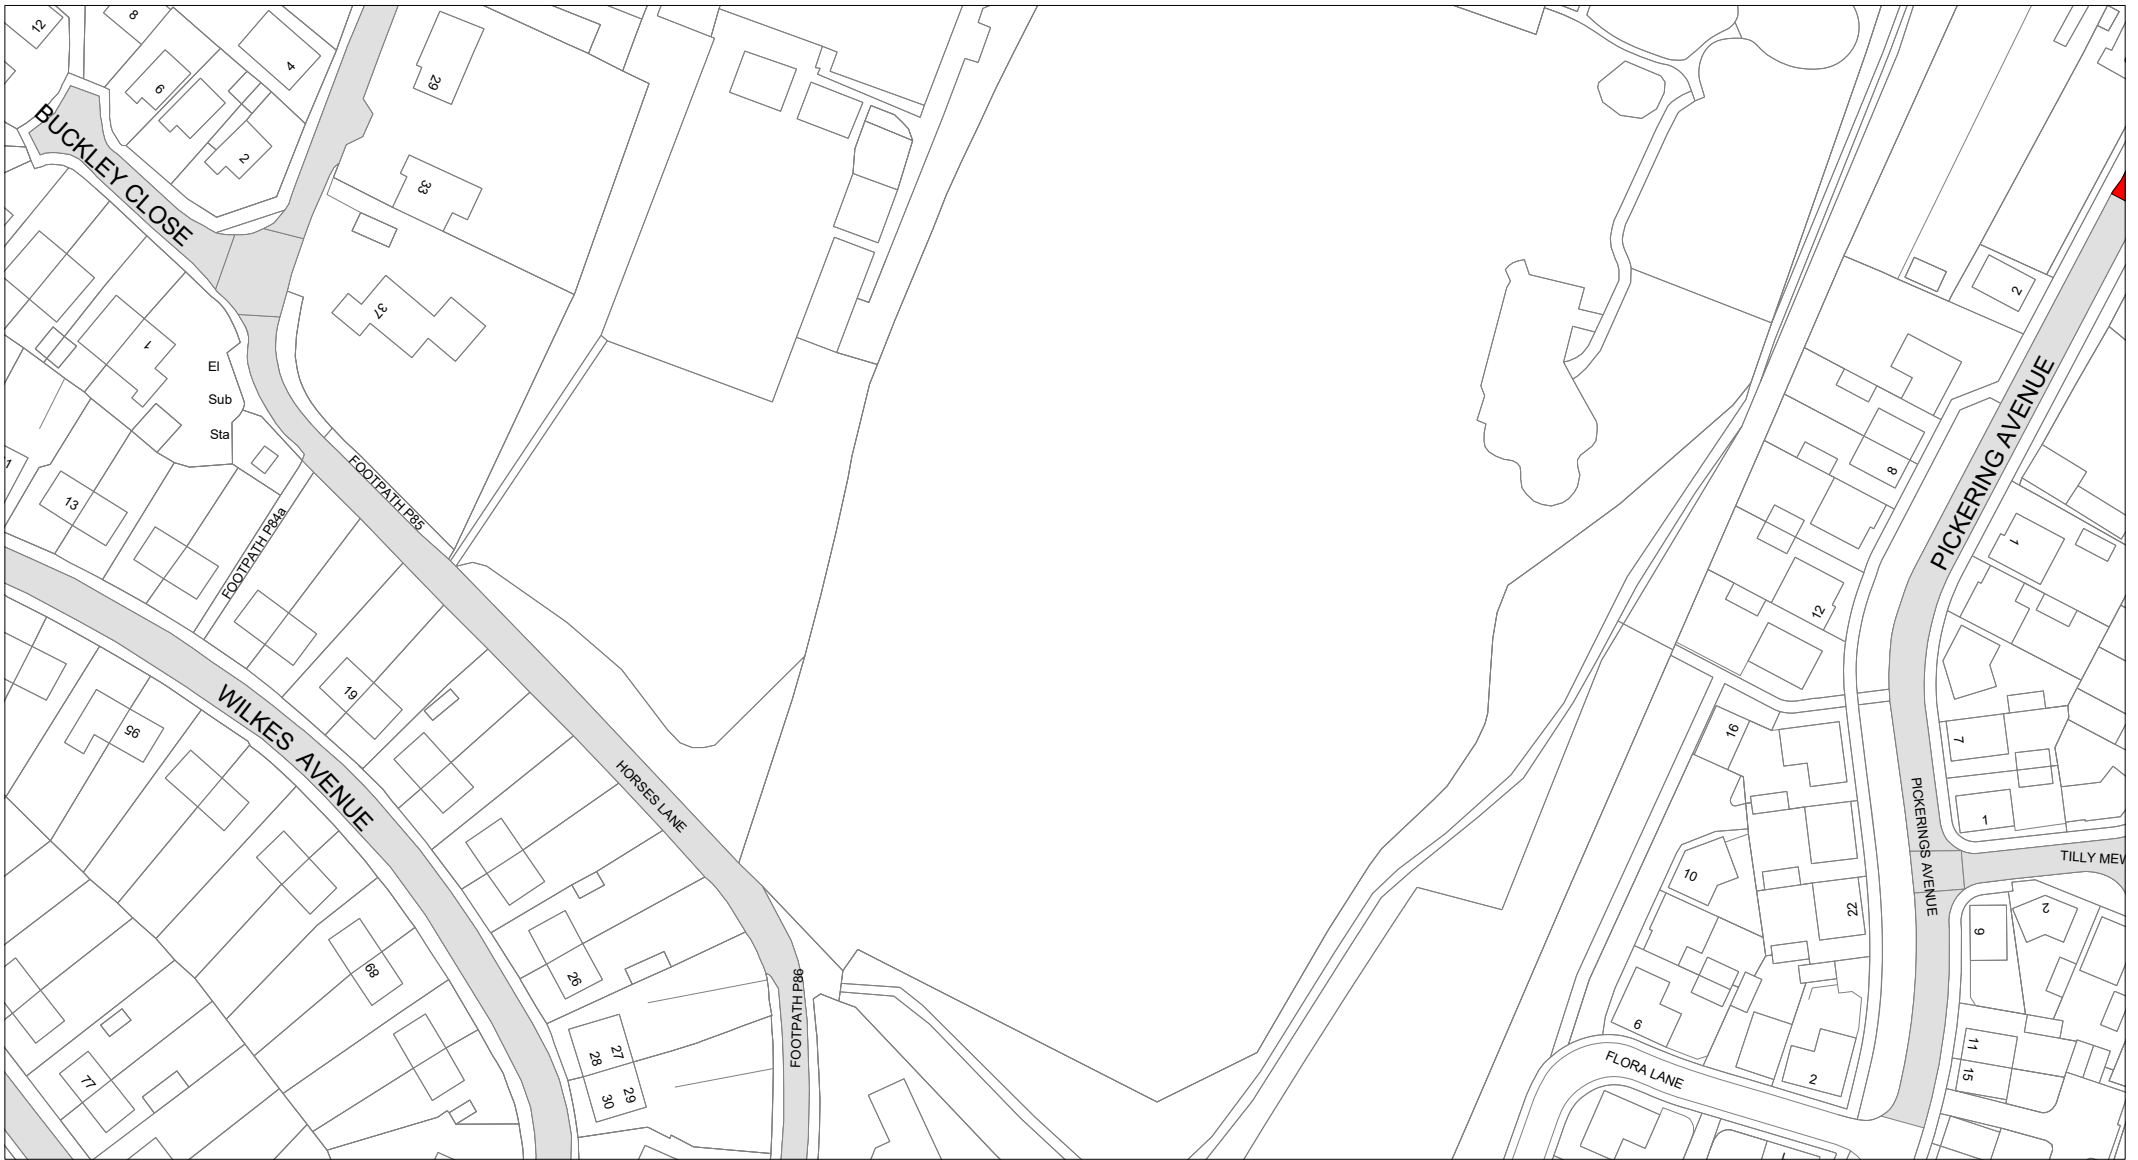 12
8
6
4
2
BUCKLEY CLOSE
29
33
37
1
El
Sub
Sta
13
FOOTPATH P84a
FOOTPATH P85
WILKES AVENUE
19
95
HORSES LANE
26
68
77
27
28
29
30
FOOTPATH P86
2
PICKERING AVENUE
8
1
12
16
7
1
PICKERINGS AVENUE
TILLY MEW
10
22
2
9
6
11
15
FLORA LANE
2